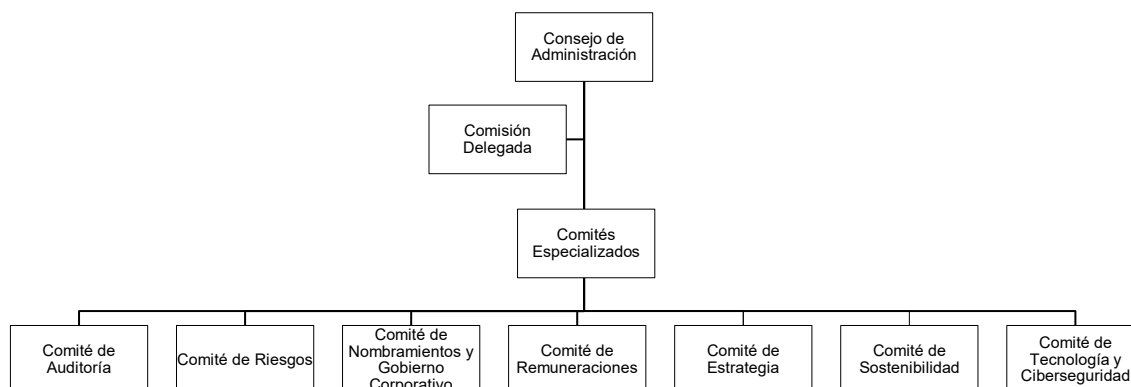 Consejo de
Administración
Comisión
Delegada
Comités
Especializados
Comité de
Auditoría
Comité de Riesgos
Comité de
Nombramientos y
Gobierno
Corporativo
Comité de
Remuneraciones
Comité de
Estrategia
Comité de
Sostenibilidad
Comité de
Tecnología y
Ciberseguridad